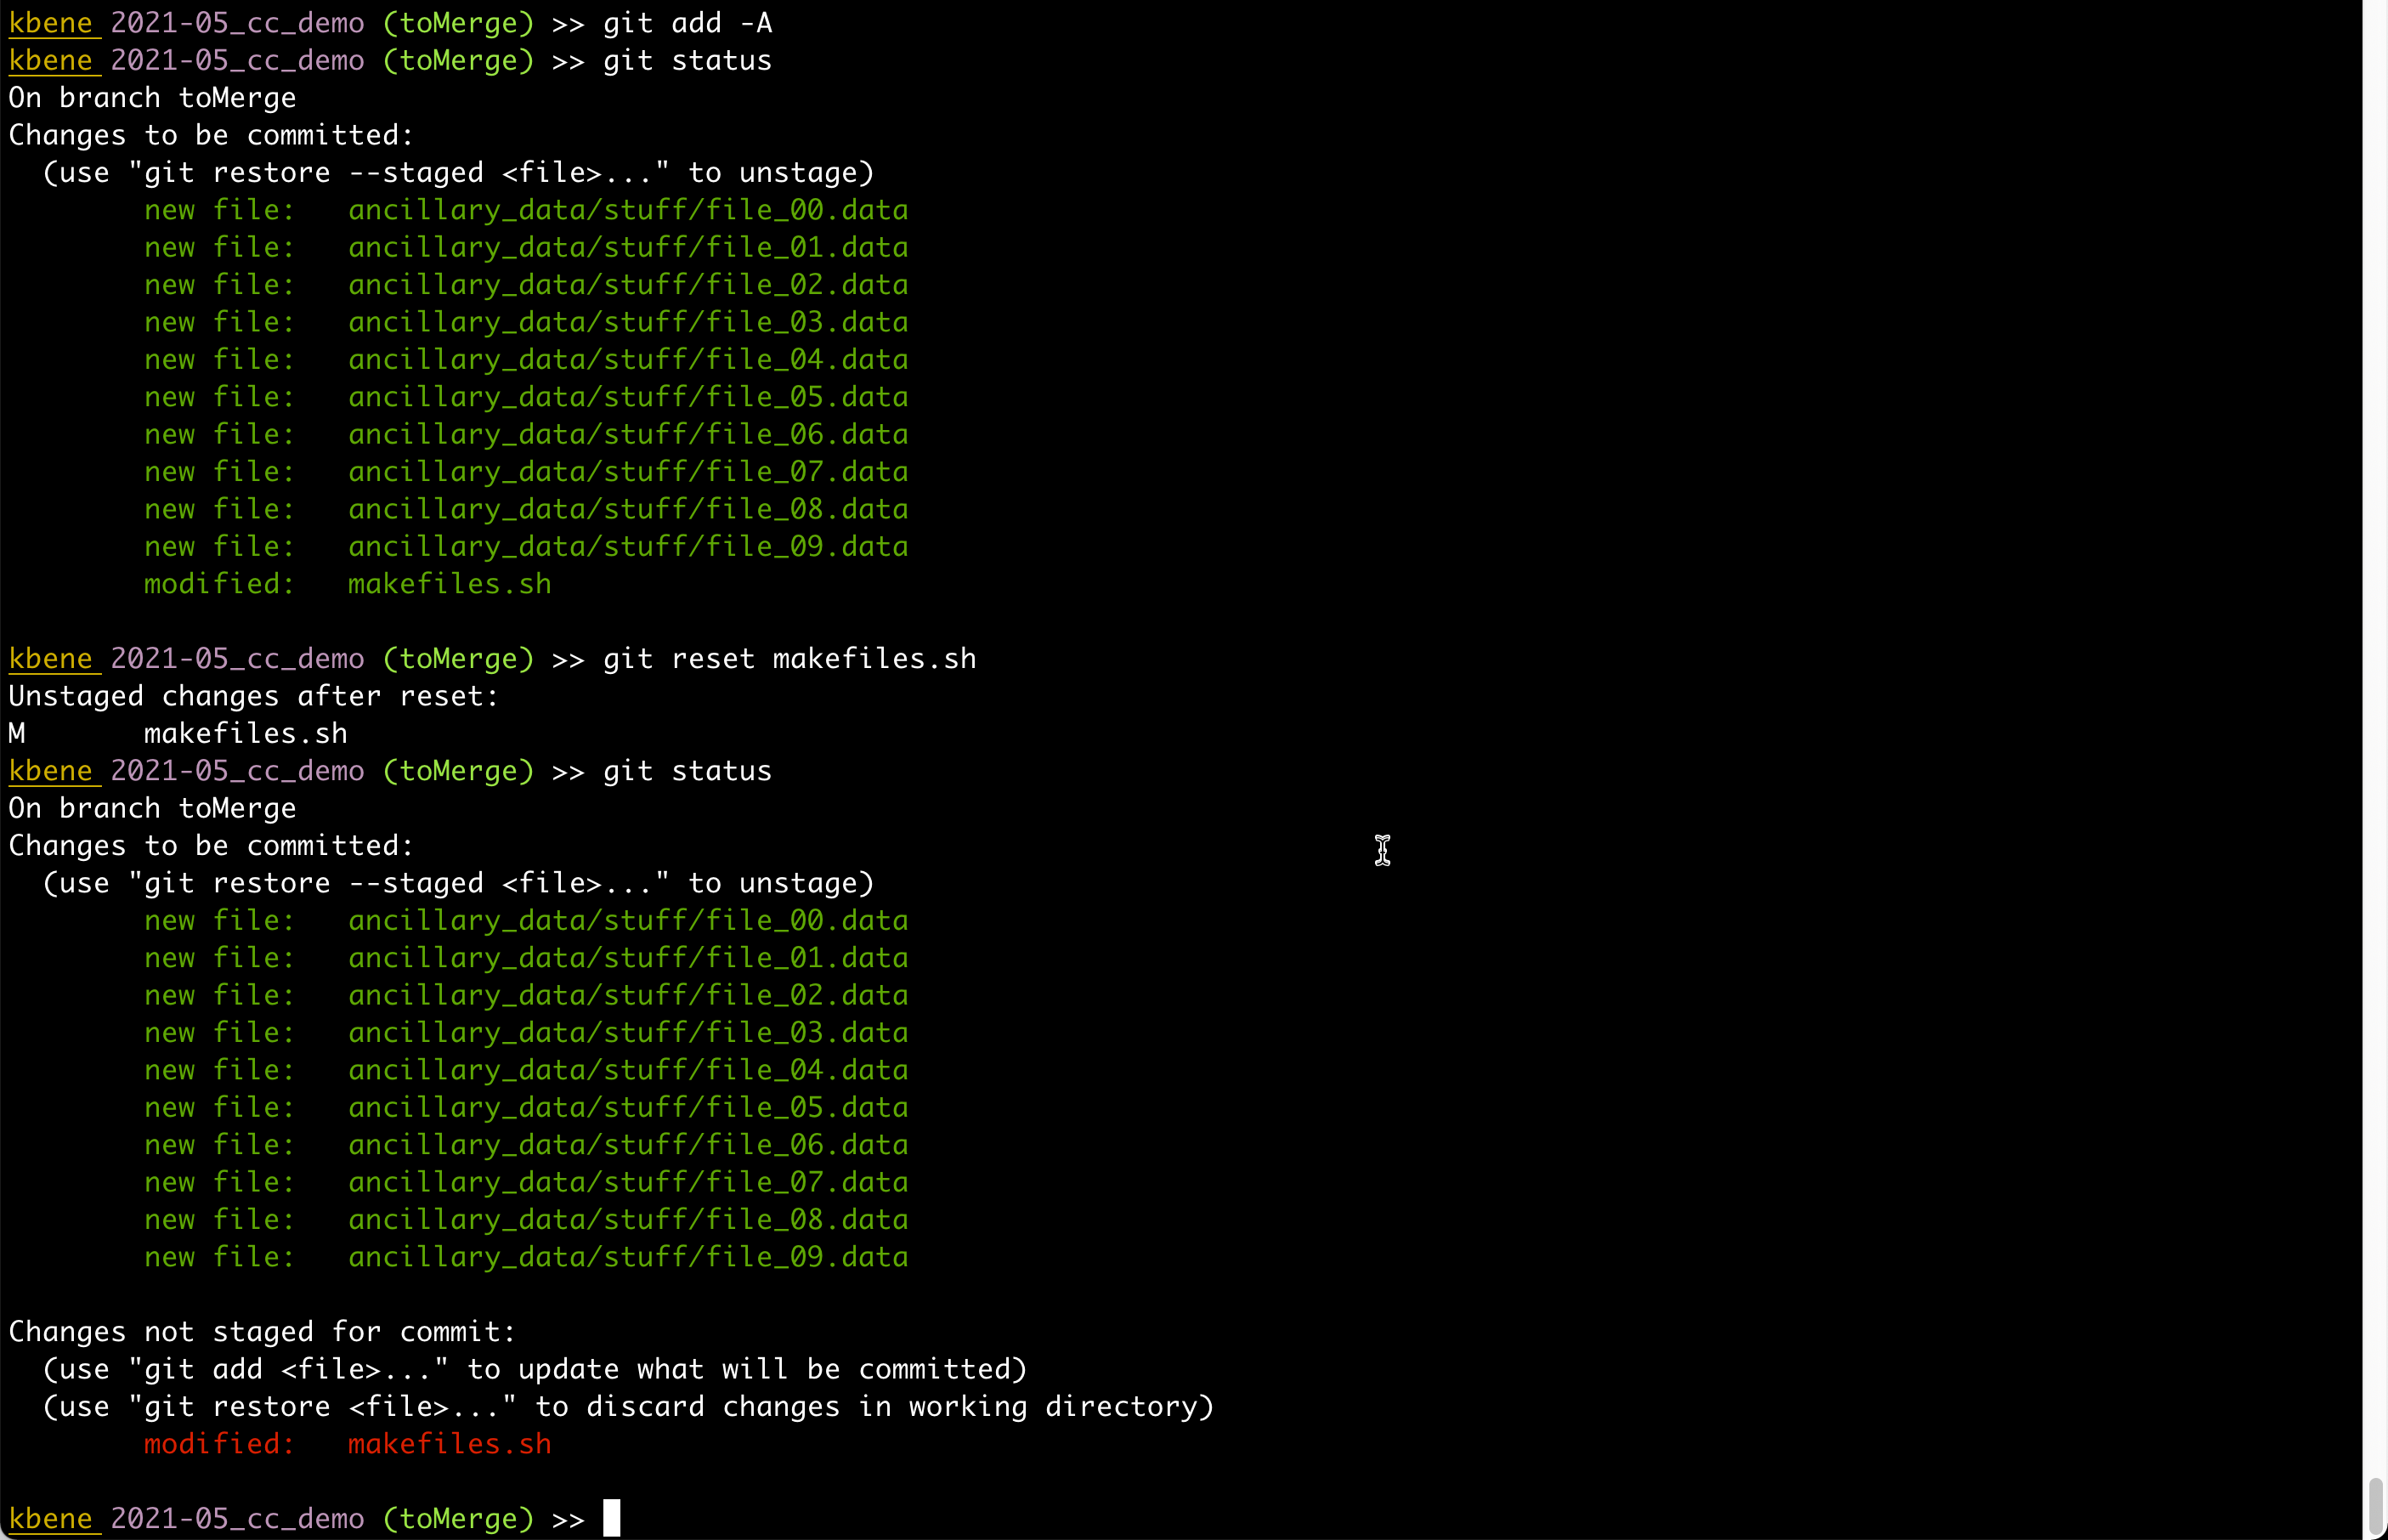 kbene 2021-05_cc_demo (toMerge) >> git add -A
kbene 2021-05_cc_demo (toMerge) >> git status
On branch toMerge
Changes to be committed:
  (use "git restore --staged <file>..." to unstage)
        new file:   ancillary_data/stuff/file_00.data
        new file:   ancillary_data/stuff/file_01.data
        new file:   ancillary_data/stuff/file_02.data
        new file:   ancillary_data/stuff/file_03.data
        new file:   ancillary_data/stuff/file_04.data
        new file:   ancillary_data/stuff/file_05.data
        new file:   ancillary_data/stuff/file_06.data
        new file:   ancillary_data/stuff/file_07.data
        new file:   ancillary_data/stuff/file_08.data
        new file:   ancillary_data/stuff/file_09.data
        modified:   makefiles.sh

kbene 2021-05_cc_demo (toMerge) >> git reset makefiles.sh
Unstaged changes after reset:
M       makefiles.sh
kbene 2021-05_cc_demo (toMerge) >> git status
On branch toMerge
Changes to be committed:
  (use "git restore --staged <file>..." to unstage)
        new file:   ancillary_data/stuff/file_00.data
        new file:   ancillary_data/stuff/file_01.data
        new file:   ancillary_data/stuff/file_02.data
        new file:   ancillary_data/stuff/file_03.data
        new file:   ancillary_data/stuff/file_04.data
        new file:   ancillary_data/stuff/file_05.data
        new file:   ancillary_data/stuff/file_06.data
        new file:   ancillary_data/stuff/file_07.data
        new file:   ancillary_data/stuff/file_08.data
        new file:   ancillary_data/stuff/file_09.data

Changes not staged for commit:
  (use "git add <file>..." to update what will be committed)
  (use "git restore <file>..." to discard changes in working directory)
        modified:   makefiles.sh

kbene 2021-05_cc_demo (toMerge) >>